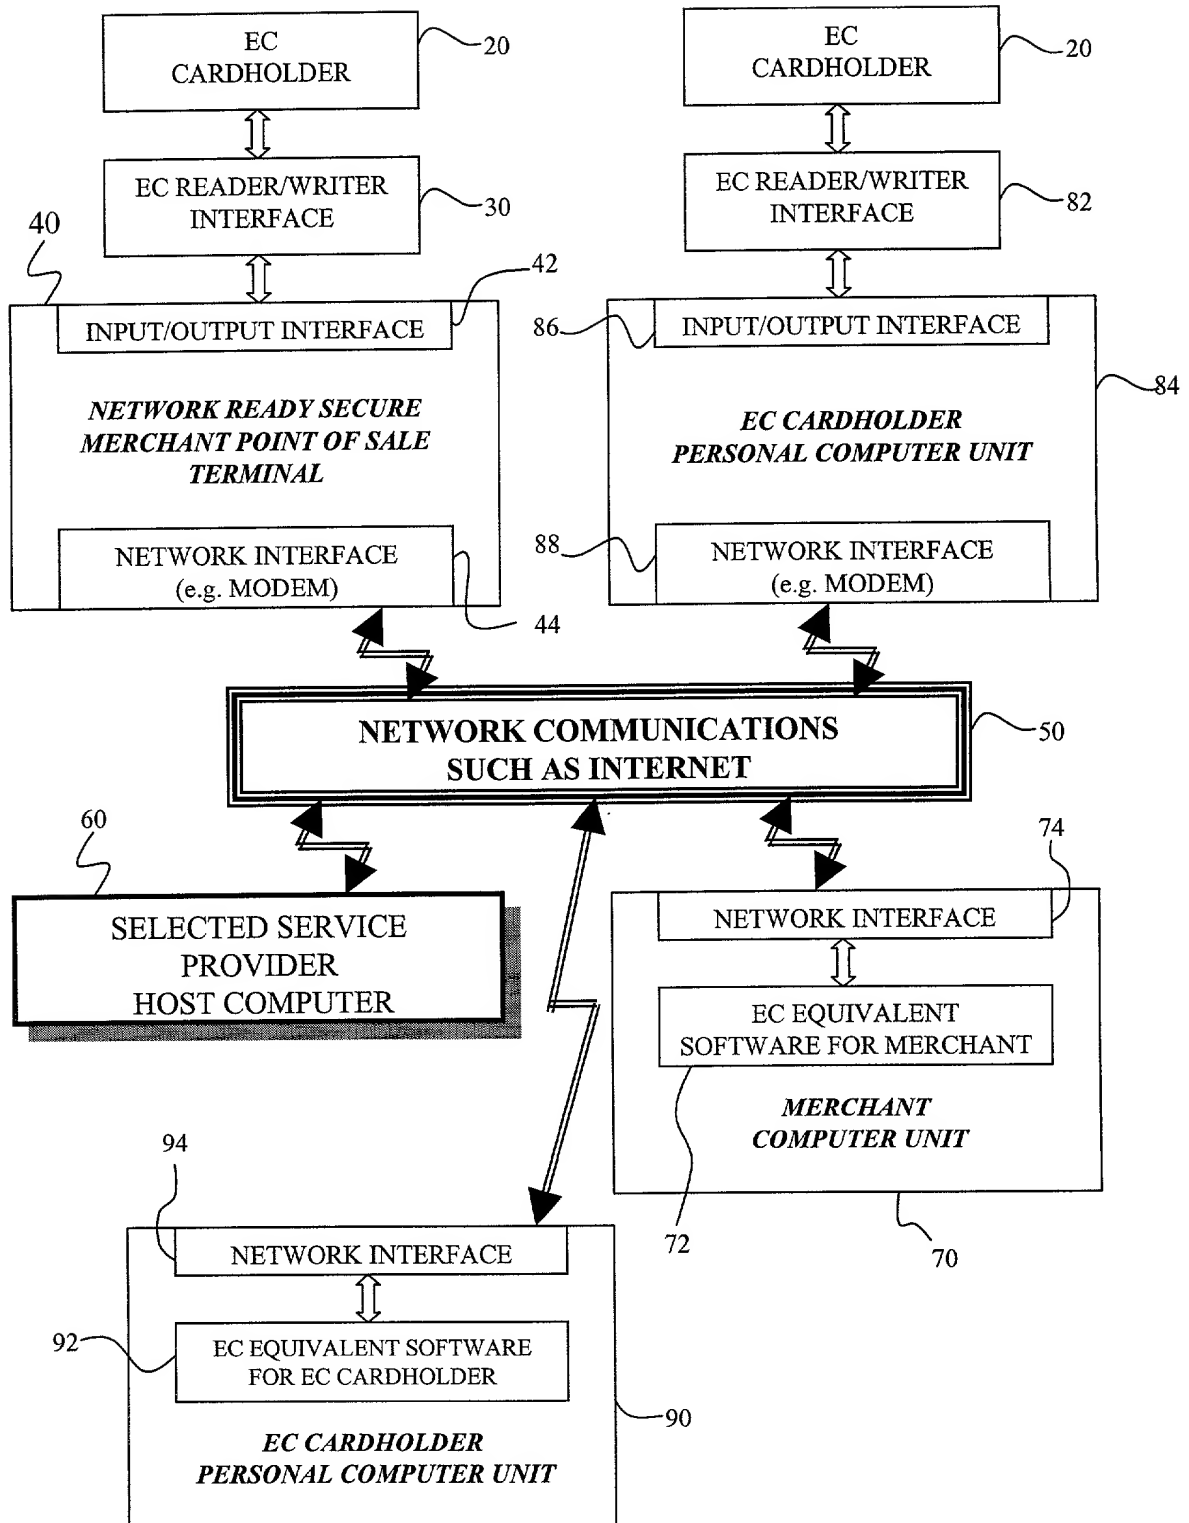 EC
CARDHOLDER
20
EC
CARDHOLDER
20
EC READER/WRITER
INTERFACE
30
EC READER/WRITER
INTERFACE
82
40
42
INPUT/OUTPUT INTERFACE
86
INPUT/OUTPUT INTERFACE
84
NETWORK READY SECURE
MERCHANT POINT OF SALE
TERMINAL
EC CARDHOLDER
PERSONAL COMPUTER UNIT
NETWORK INTERFACE
(e.g. MODEM)
44
88
NETWORK INTERFACE
(e.g. MODEM)
NETWORK COMMUNICATIONS
SUCH AS INTERNET
50
60
SELECTED SERVICE
PROVIDER
HOST COMPUTER
74
NETWORK INTERFACE
EC EQUIVALENT
SOFTWARE FOR MERCHANT
MERCHANT
COMPUTER UNIT
72
70
94
NETWORK INTERFACE
92
EC EQUIVALENT SOFTWARE
FOR EC CARDHOLDER
90
EC CARDHOLDER
PERSONAL COMPUTER UNIT